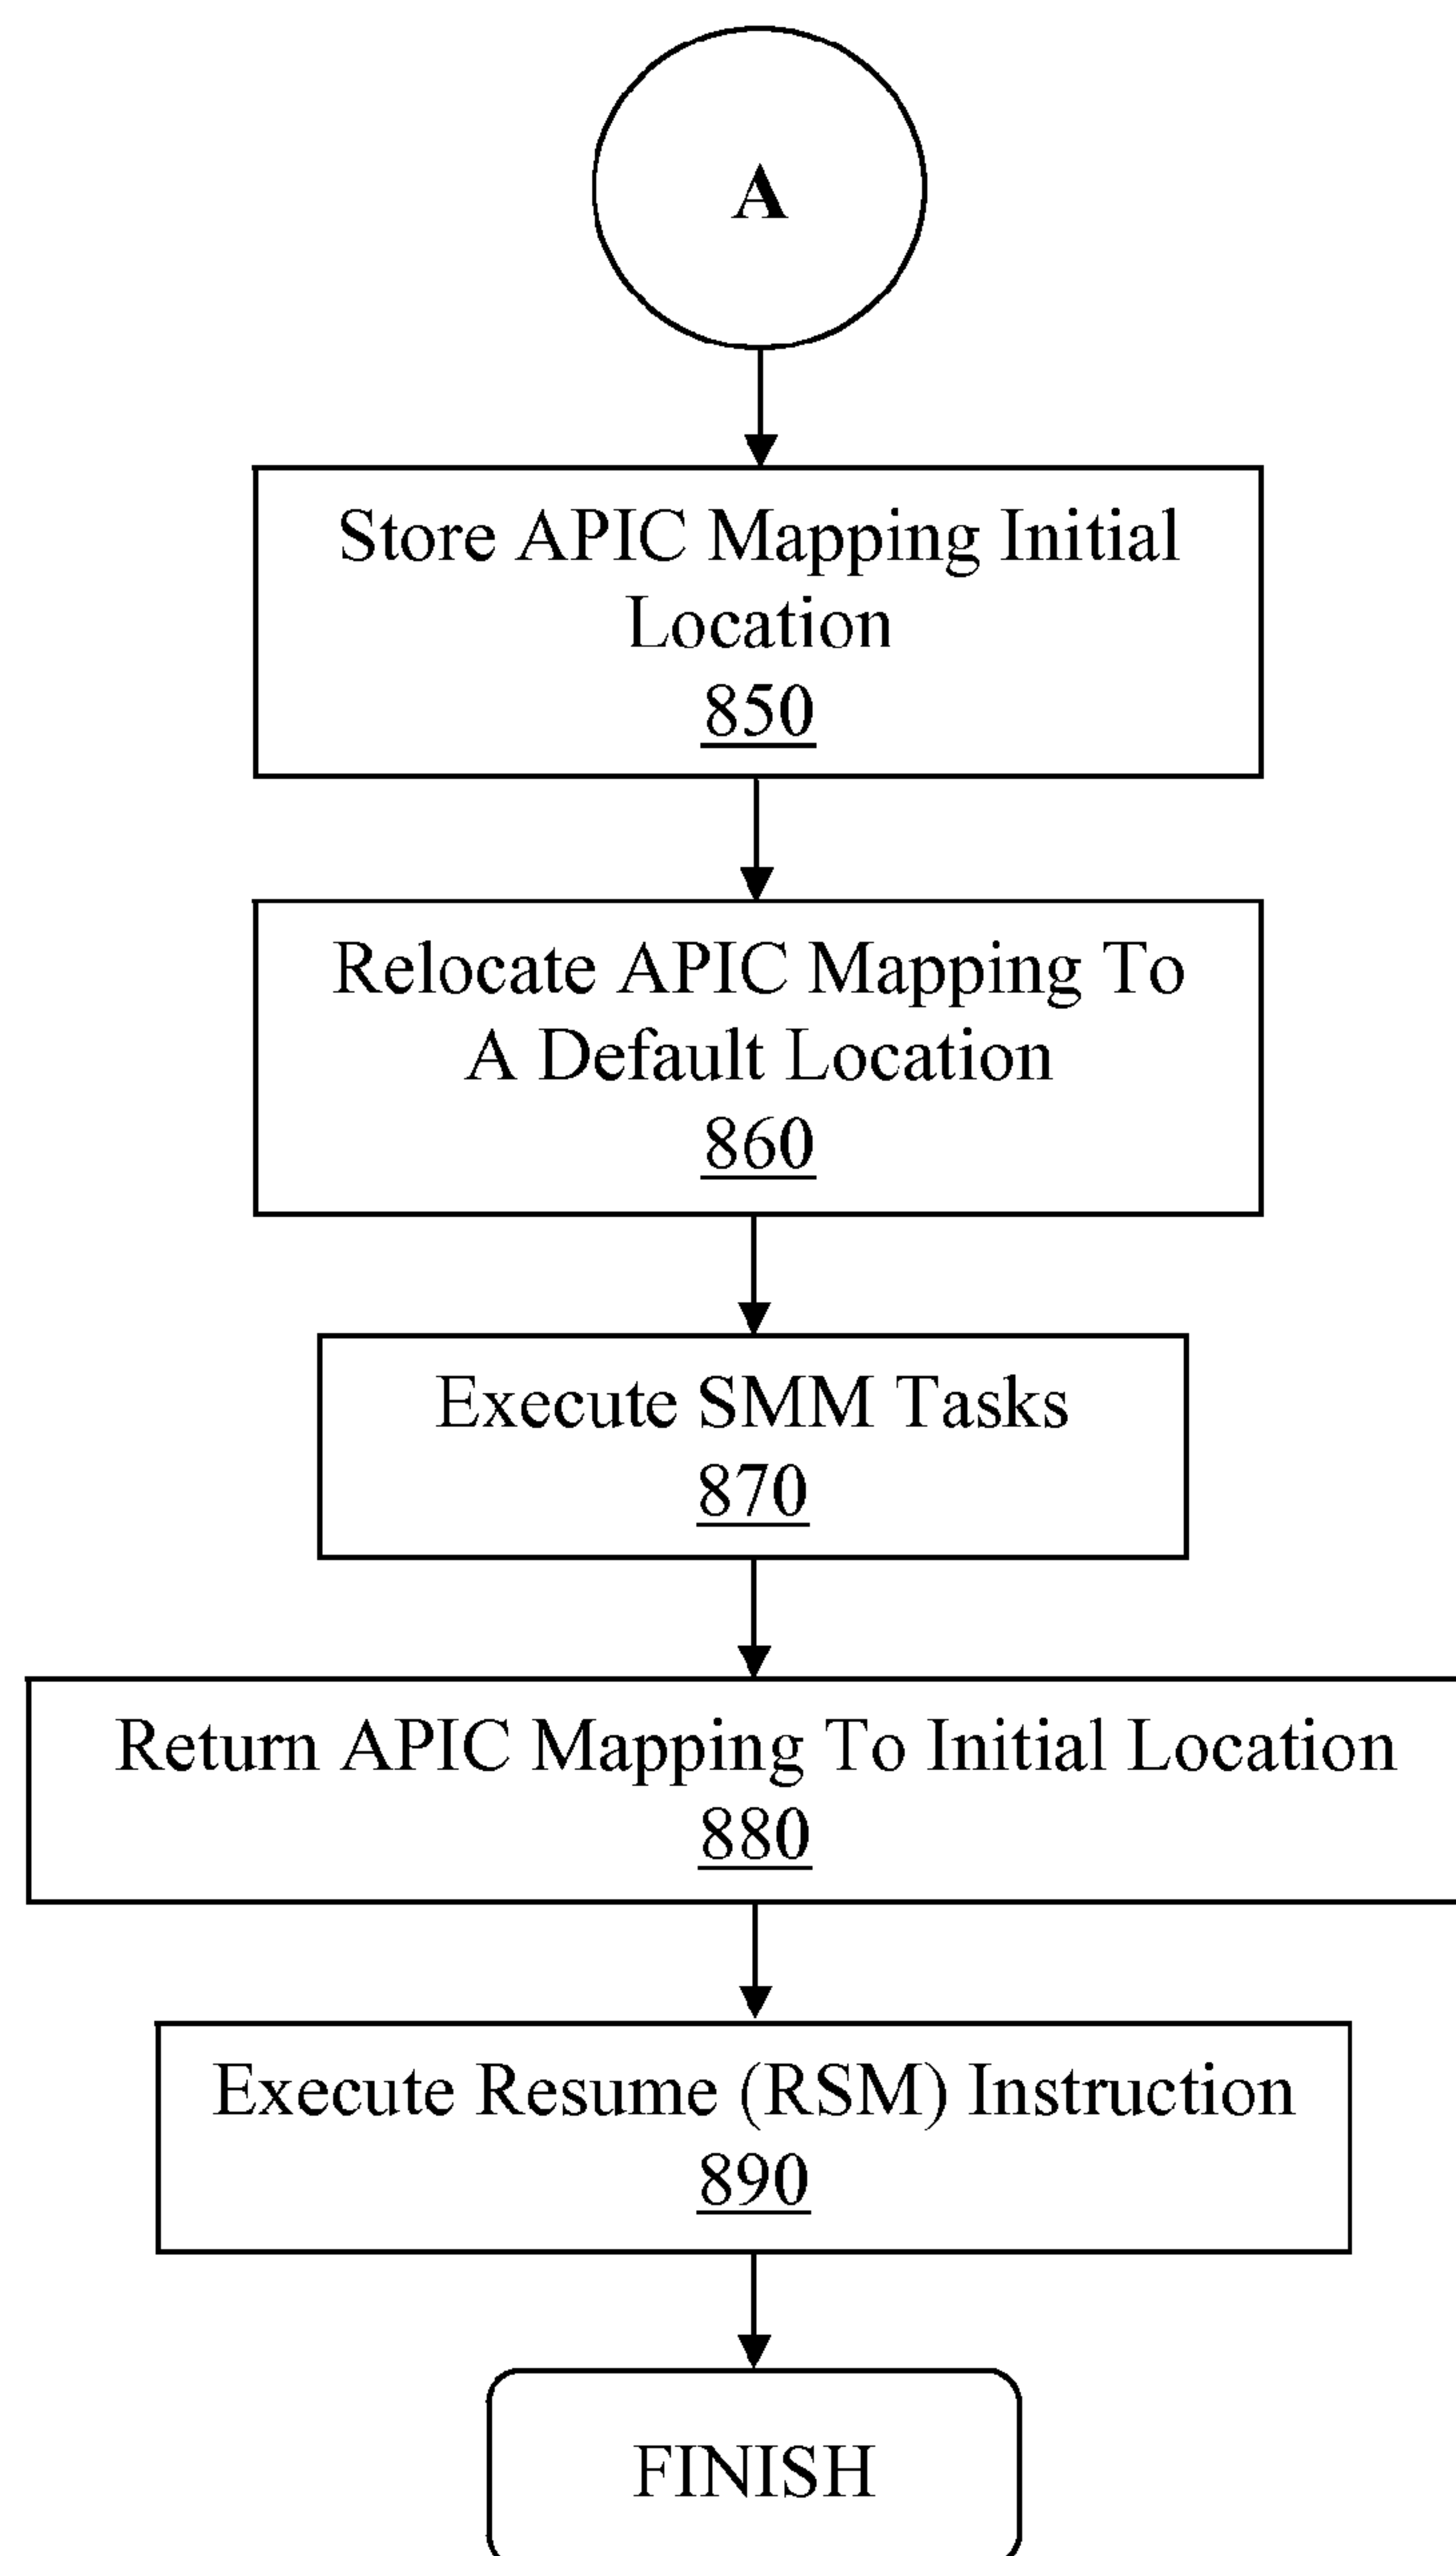 A
Store APIC Mapping Initial
Location
850
Relocate APIC Mapping To
A Default Location
860
Execute SMM Tasks
870
Return APIC Mapping To Initial Location
880
Execute Resume (RSM) Instruction
890
FINISH